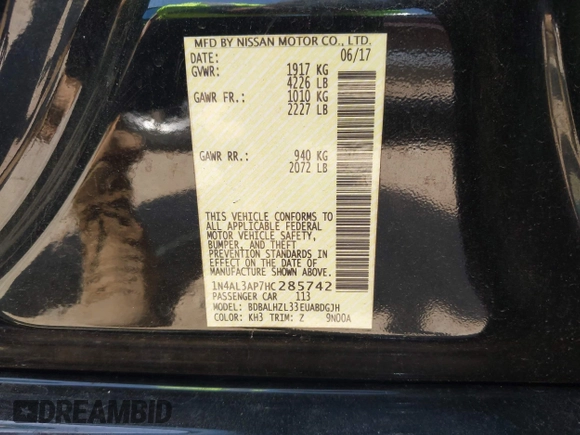 MFD BY NISSAN MOTOR CO., LTD.
DATE: 06/17
GVWR: 1917 KG
4226 LB
GAWR FR.: 1010 KG
2227 LB
GAWR RR.: 940 KG
2072 LB
THIS VEHICLE CONFORMS TO
ALL APPLICABLE FEDERAL
MOTOR VEHICLE SAFETY,
BUMPER, AND THEFT
PREVENTION STANDARDS IN
EFFECT ON THE DATE OF
MANUFACTURE SHOWN ABOVE.
1N4AL3AP7HC285742
PASSENGER CAR 113
MODEL: BDBALHZL33EUABDGJH
COLOR: KH3 TRIM: Z 9N00A
DREAMBID